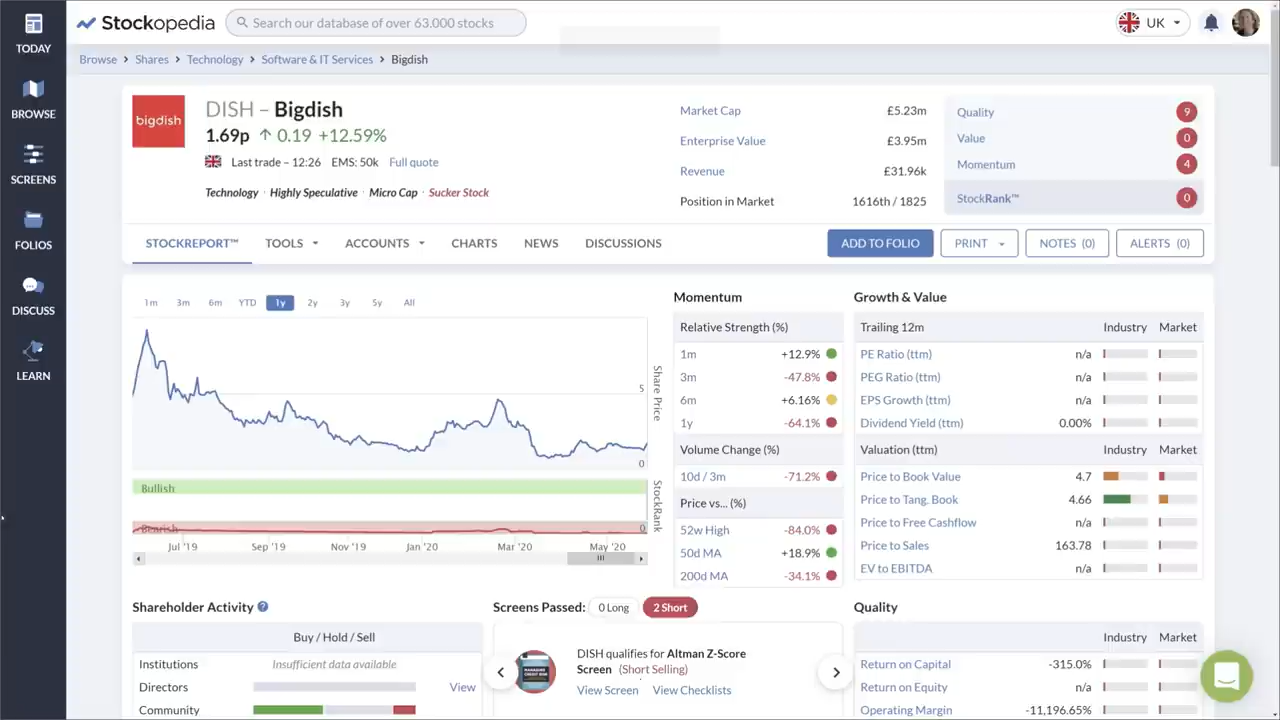 Stockopedia
Search our database of over 63.000 stocks
UK
TODAY
BROWSE
SCREENS
FOLIOS
DISCUSS
LEARN
Browse > Shares > Technology > Software & IT Services > Bigdish
bigdish
DISH – Bigdish
1.69p ↑ 0.19 +12.59%
Last trade – 12:26 EMS: 50k Full quote
Technology · Highly Speculative · Micro Cap · Sucker Stock
Market Cap £5.23m
Enterprise Value £3.95m
Revenue £31.96k
Position in Market 1616th / 1825
Quality 9
Value 0
Momentum 4
StockRank™ 0
STOCKREPORT™ TOOLS ACCOUNTS CHARTS NEWS DISCUSSIONS
ADD TO FOLIO PRINT NOTES (0) ALERTS (0)
1m 3m 6m YTD 1y 2y 3y 5y All
5
0
Share Price
Bullish
Bearish
0
StockRank
Jul '19 Sep '19 Nov '19 Jan '20 Mar '20 May '20
Momentum
Relative Strength (%)
1m +12.9%
3m -47.8%
6m +6.16%
1y -64.1%
Volume Change (%)
10d / 3m -71.2%
Price vs... (%)
52w High -84.0%
50d MA +18.9%
200d MA -34.1%
Growth & Value
Trailing 12m Industry Market
PE Ratio (ttm) n/a
PEG Ratio (ttm) n/a
EPS Growth (ttm) n/a
Dividend Yield (ttm) 0.00%
Valuation (ttm) Industry Market
Price to Book Value 4.7
Price to Tang. Book 4.66
Price to Free Cashflow n/a
Price to Sales 163.78
EV to EBITDA n/a
Shareholder Activity ?
Buy / Hold / Sell
Institutions Insufficient data available
Directors View
Community
Screens Passed: 0 Long 2 Short
DISH qualifies for Altman Z-Score
Screen (Short Selling)
View Screen View Checklists
Quality
Industry Market
Return on Capital -315.0%
Return on Equity n/a
Operating Margin -11,196.65%